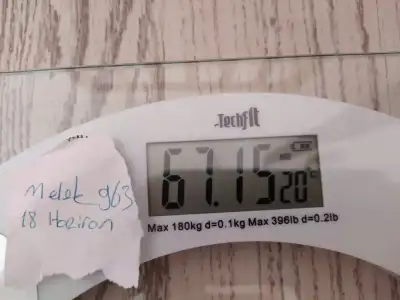 Techfit
67.15
20°C
Max 180kg d=0.1kg Max 396lb d=0.2lb
Melek 963
18 Haziran